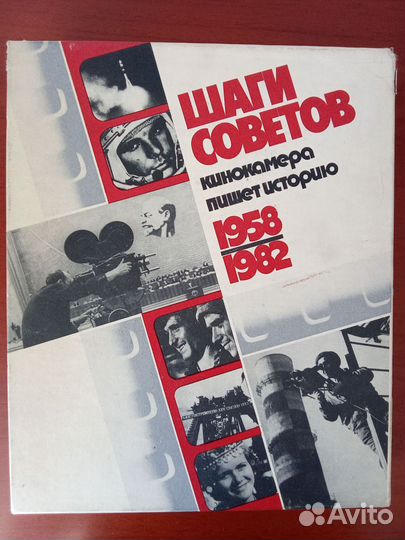 ШАГИ
СОВЕТОВ
кинокамера
пишет историю
1958
1982
Avito